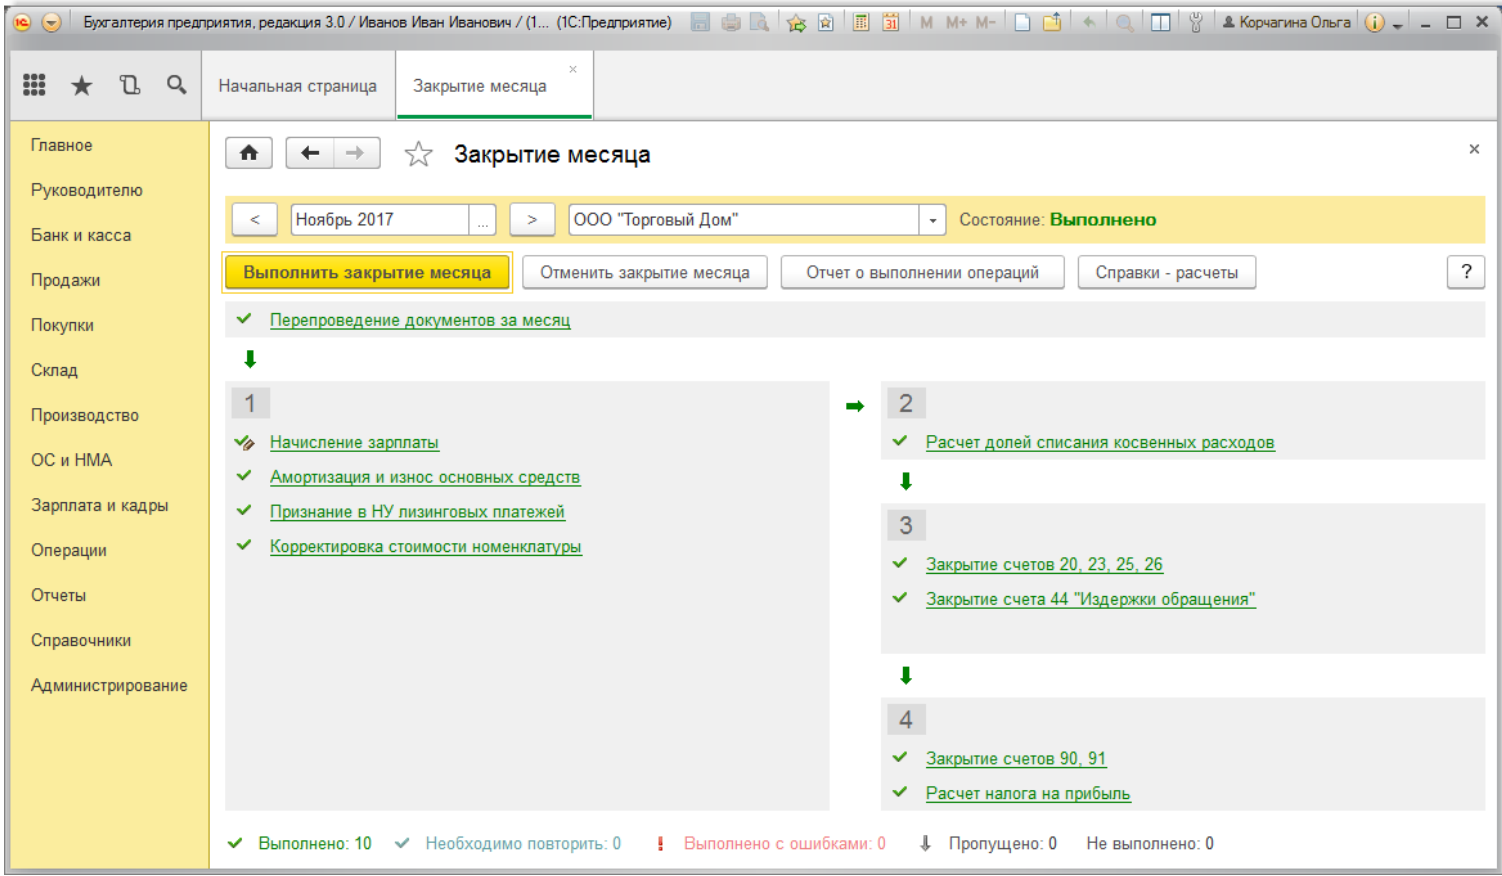 Бухгалтерия предприятия, редакция 3.0 / Иванов Иван Иванович / (1... (1С:Предприятие)
M M+ M-
31
Корчагина Ольга
Начальная страница
Закрытие месяца
Главное
Руководителю
Банк и касса
Продажи
Покупки
Склад
Производство
ОС и НМА
Зарплата и кадры
Операции
Отчеты
Справочники
Администрирование
Закрытие месяца
< Ноябрь 2017 ... > ООО "Торговый Дом" Состояние: Выполнено
Выполнить закрытие месяца Отменить закрытие месяца Отчет о выполнении операций Справки - расчеты ?
Перепроведение документов за месяц
1
Начисление зарплаты
Амортизация и износ основных средств
Признание в НУ лизинговых платежей
Корректировка стоимости номенклатуры
2
Расчет долей списания косвенных расходов
3
Закрытие счетов 20, 23, 25, 26
Закрытие счета 44 "Издержки обращения"
4
Закрытие счетов 90, 91
Расчет налога на прибыль
Выполнено: 10 Необходимо повторить: 0 Выполнено с ошибками: 0 Пропущено: 0 Не выполнено: 0